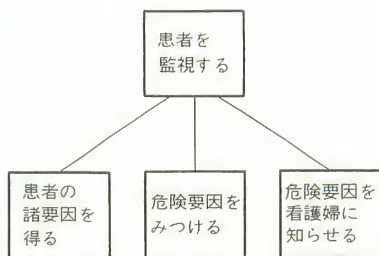 患者を
監視する
患者の
諸要因を
得る
危険要因を
みつける
危険要因を
看護婦に
知らせる